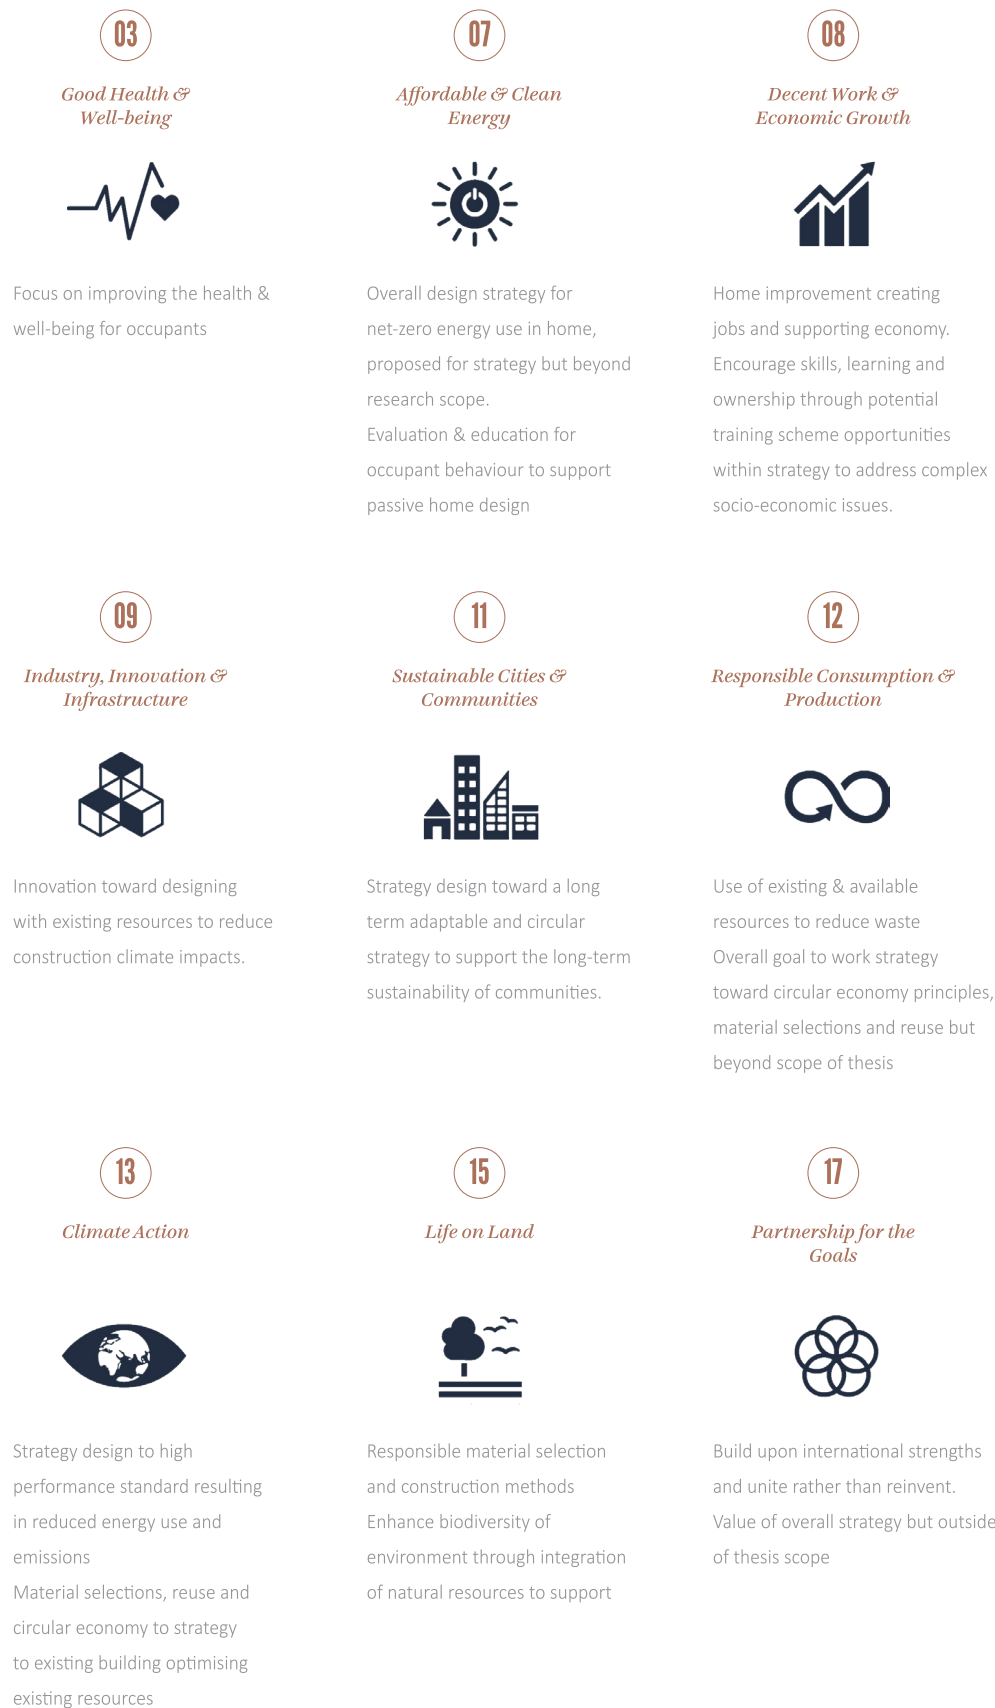 03
Good Health &
Well-being
Focus on improving the health &
well-being for occupants
07
Affordable & Clean
Energy
Overall design strategy for
net-zero energy use in home,
proposed for strategy but beyond
research scope.
Evaluation & education for
occupant behaviour to support
passive home design
08
Decent Work &
Economic Growth
Home improvement creating
jobs and supporting economy.
Encourage skills, learning and
ownership through potential
training scheme opportunities
within strategy to address complex
socio-economic issues.
09
Industry, Innovation &
Infrastructure
Innovation toward designing
with existing resources to reduce
construction climate impacts.
11
Sustainable Cities &
Communities
Strategy design toward a long
term adaptable and circular
strategy to support the long-term
sustainability of communities.
12
Responsible Consumption &
Production
Use of existing & available
resources to reduce waste
Overall goal to work strategy
toward circular economy principles,
material selections and reuse but
beyond scope of thesis
13
Climate Action
Strategy design to high
performance standard resulting
in reduced energy use and
emissions
Material selections, reuse and
circular economy to strategy
to existing building optimising
existing resources
15
Life on Land
Responsible material selection
and construction methods
Enhance biodiversity of
environment through integration
of natural resources to support
17
Partnership for the
Goals
Build upon international strengths
and unite rather than reinvent.
Value of overall strategy but outside
of thesis scope